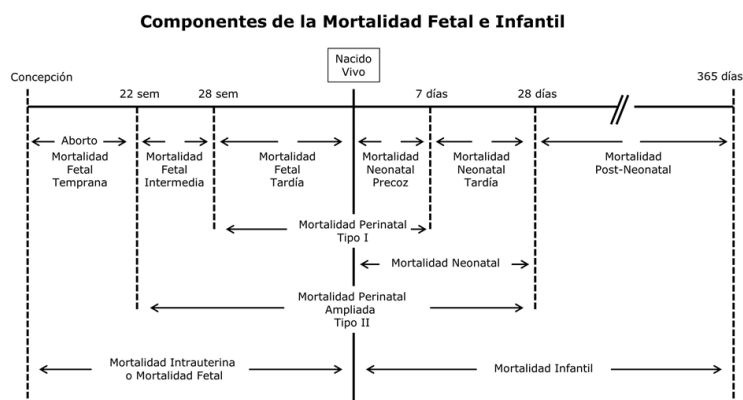 Componentes de la Mortalidad Fetal e Infantil
Nacido
Vivo
Concepción
22 sem
28 sem
7 días
28 días
365 días
Aborto
Mortalidad
Fetal
Temprana
Mortalidad
Fetal
Intermedia
Mortalidad
Fetal
Tardía
Mortalidad
Neonatal
Precoz
Mortalidad
Neonatal
Tardía
Mortalidad
Post-Neonatal
Mortalidad Perinatal
Tipo I
Mortalidad Neonatal
Mortalidad Perinatal
Ampliada
Tipo II
Mortalidad Intrauterina
o Mortalidad Fetal
Mortalidad Infantil